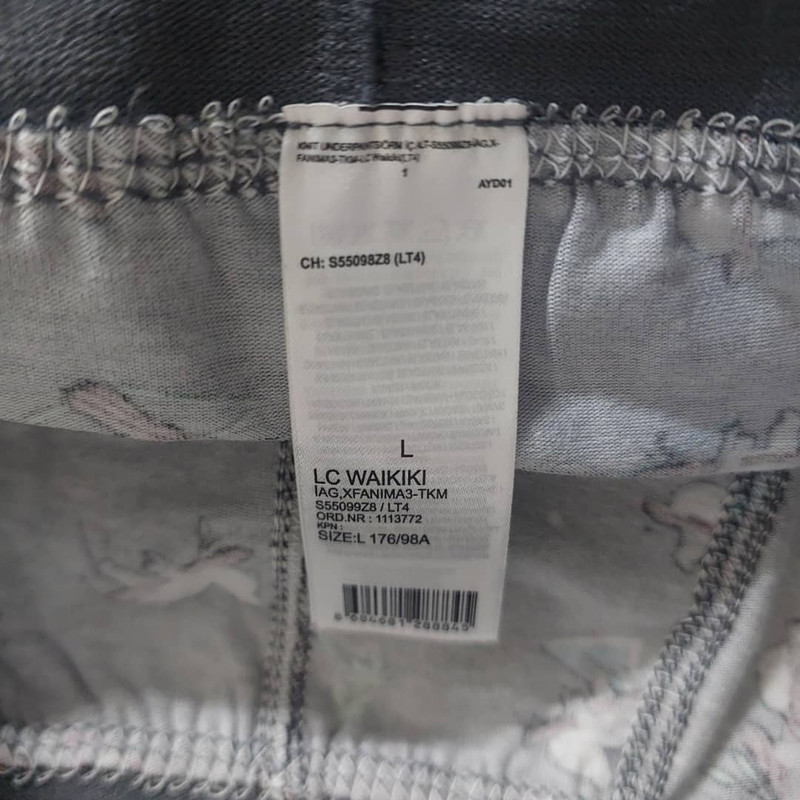 KNIT UNDERPANTS
1
AYD01
CH: S55098Z8 (LT4)
L
LC WAIKIKI
İAG,XFANIMA3-TKM
S55099Z8 / LT4
ORD.NR : 1113772
KPN :
SIZE:L 176/98A